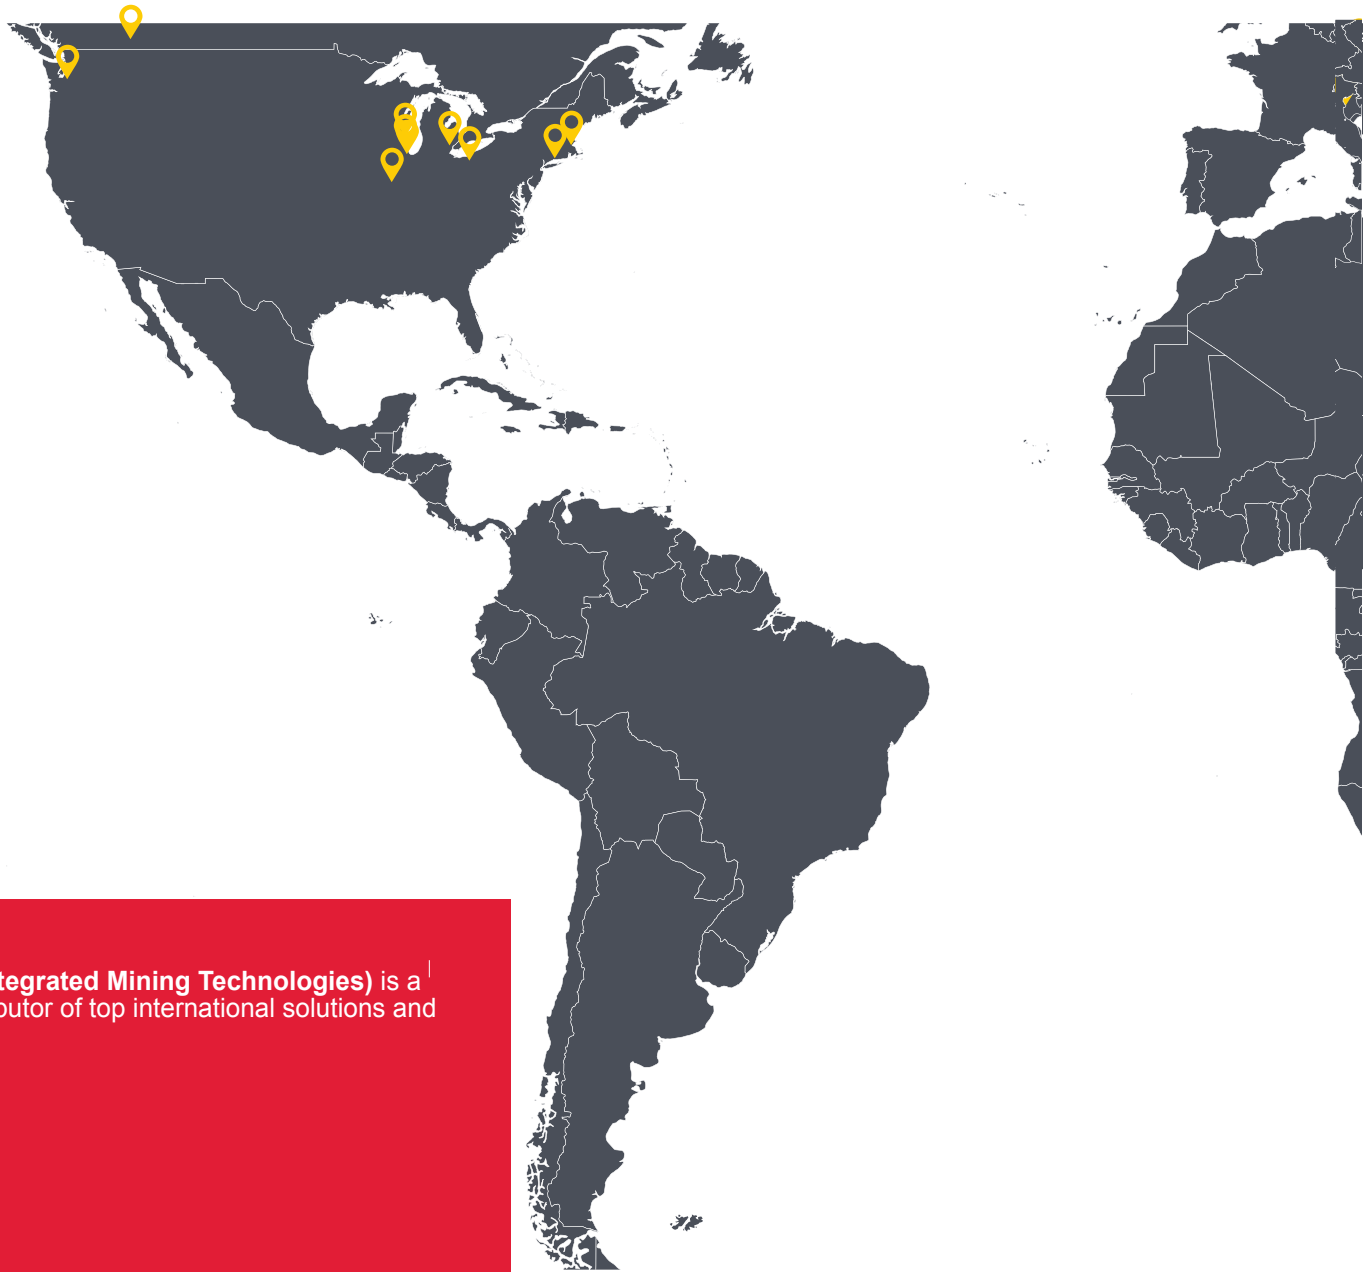 tegrated Mining Technologies) is a
butor of top international solutions and